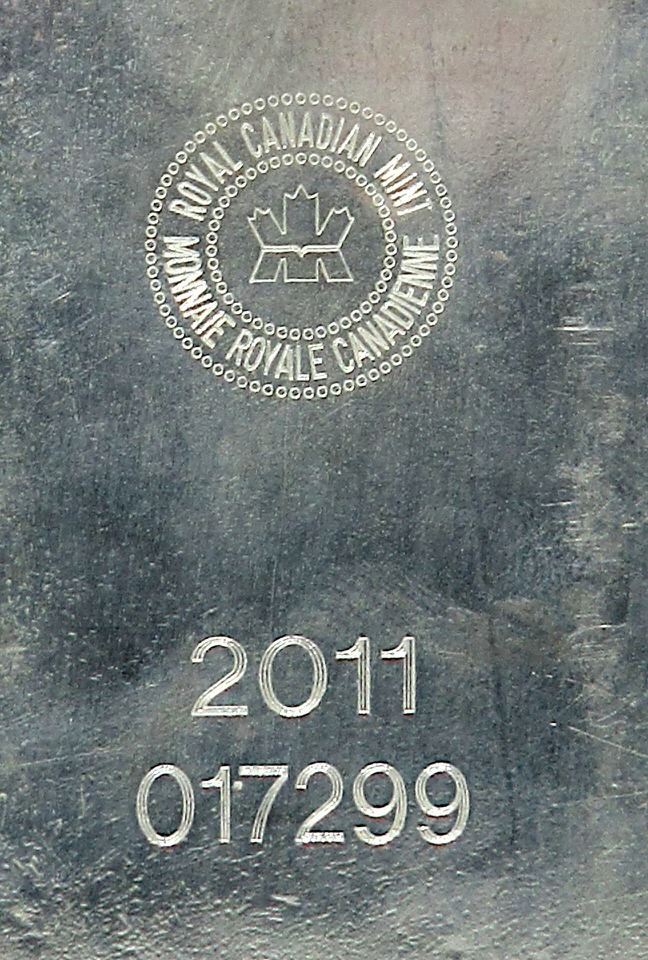 ROYAL CANADIAN MINT
MONNAIE ROYALE CANADIENNE
2011
017299